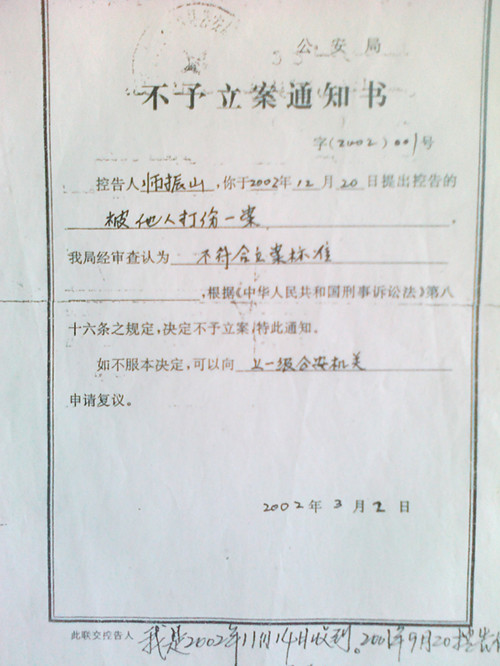 公安局
不予立案通知书
字(2002)001号
控告人师振山,你于2002年12月20日提出控告的
被他人打伤一案,
我局经审查认为不符合立案标准
,根据《中华人民共和国刑事诉讼法》第八
十六条之规定,决定不予立案,特此通知。
如不服本决定,可以向上一级公安机关
申请复议。
2002年3月2日
此联交控告人 我是2002年11月14日收到。2001年9月20控告